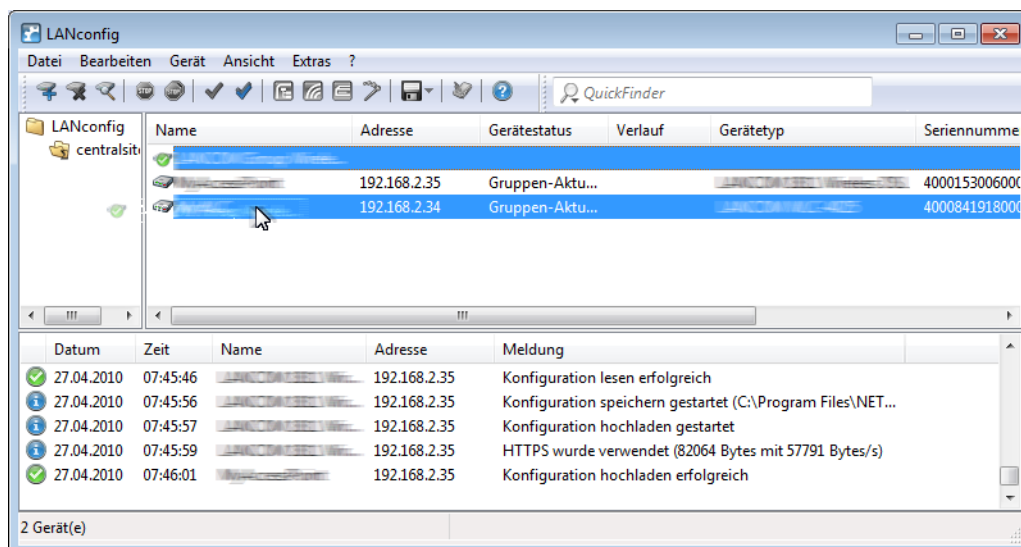 LANconfig
Datei Bearbeiten Gerät Ansicht Extras ?
QuickFinder
LANconfig
centralsit
Name Adresse Gerätestatus Verlauf Gerätetyp Seriennumme
192.168.2.35 Gruppen-Aktu... 4000153006000
192.168.2.34 Gruppen-Aktu... 4000841918000
Datum Zeit Name Adresse Meldung
27.04.2010 07:45:46 192.168.2.35 Konfiguration lesen erfolgreich
27.04.2010 07:45:56 192.168.2.35 Konfiguration speichern gestartet (C:\Program Files\NET...
27.04.2010 07:45:57 192.168.2.35 Konfiguration hochladen gestartet
27.04.2010 07:45:59 192.168.2.35 HTTPS wurde verwendet (82064 Bytes mit 57791 Bytes/s)
27.04.2010 07:46:01 192.168.2.35 Konfiguration hochladen erfolgreich
2 Gerät(e)